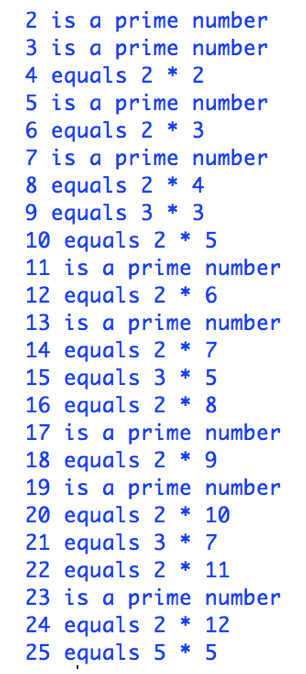 2 is a prime number
3 is a prime number
4 equals 2 * 2
5 is a prime number
6 equals 2 * 3
7 is a prime number
8 equals 2 * 4
9 equals 3 * 3
10 equals 2 * 5
11 is a prime number
12 equals 2 * 6
13 is a prime number
14 equals 2 * 7
15 equals 3 * 5
16 equals 2 * 8
17 is a prime number
18 equals 2 * 9
19 is a prime number
20 equals 2 * 10
21 equals 3 * 7
22 equals 2 * 11
23 is a prime number
24 equals 2 * 12
25 equals 5 * 5